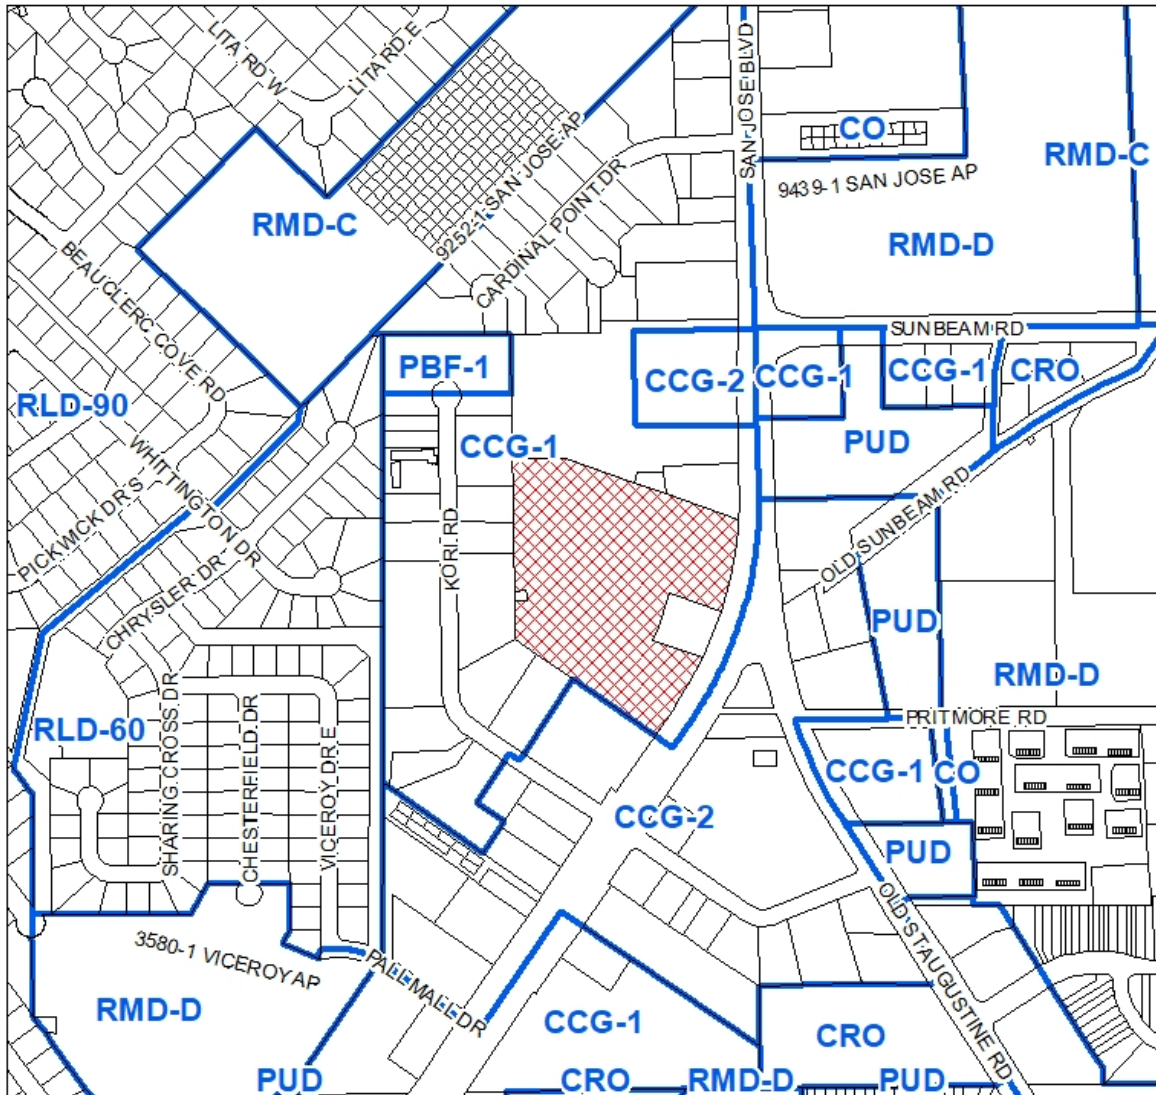 LITA RD W
LITA RD E
SAN JOSE BLVD
CO
RMD-C
9439-1 SAN JOSE AP
RMD-C
9252-1 SAN JOSE AP
CARDINAL POINT DR
RMD-D
BEAUCLERC COVE RD
SUNBEAM RD
PBF-1
CCG-2
CCG-1
CCG-1
CRO
RLD-90
CCG-1
PUD
WHITTINGTON DR
PICKWICK DR S
KORI RD
OLD SUNBEAM RD
CHRYSLER DR
PUD
RMD-D
RLD-60
SHARING CROSS DR
CHESTERFIELD DR
VICEROY DR E
PRITMORE RD
CCG-1
CO
CCG-2
PUD
OLD ST AUGUSTINE RD
3580-1 VICEROY AP
PALL MALL DR
RMD-D
CCG-1
CRO
PUD
CRO
RMD-D
PUD